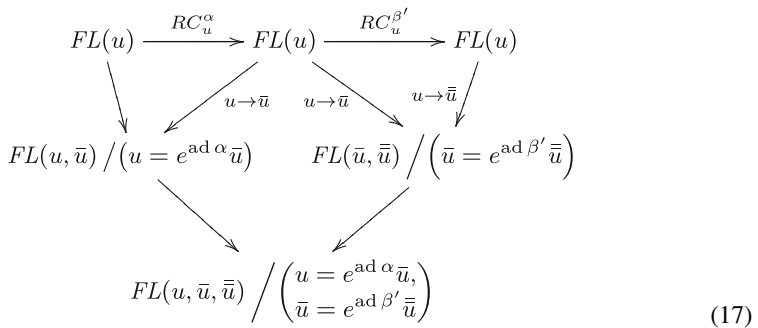 RC_u^α RC_u^{β′}
FL(u) FL(u) FL(u)
u→ū u→ū u→ū̄
FL(u, ū) / (u = e^{ad α} ū) FL(ū, ū̄) / (ū = e^{ad β′} ū̄)
FL(u, ū, ū̄) / (u = e^{ad α} ū,
ū = e^{ad β′} ū̄)
(17)